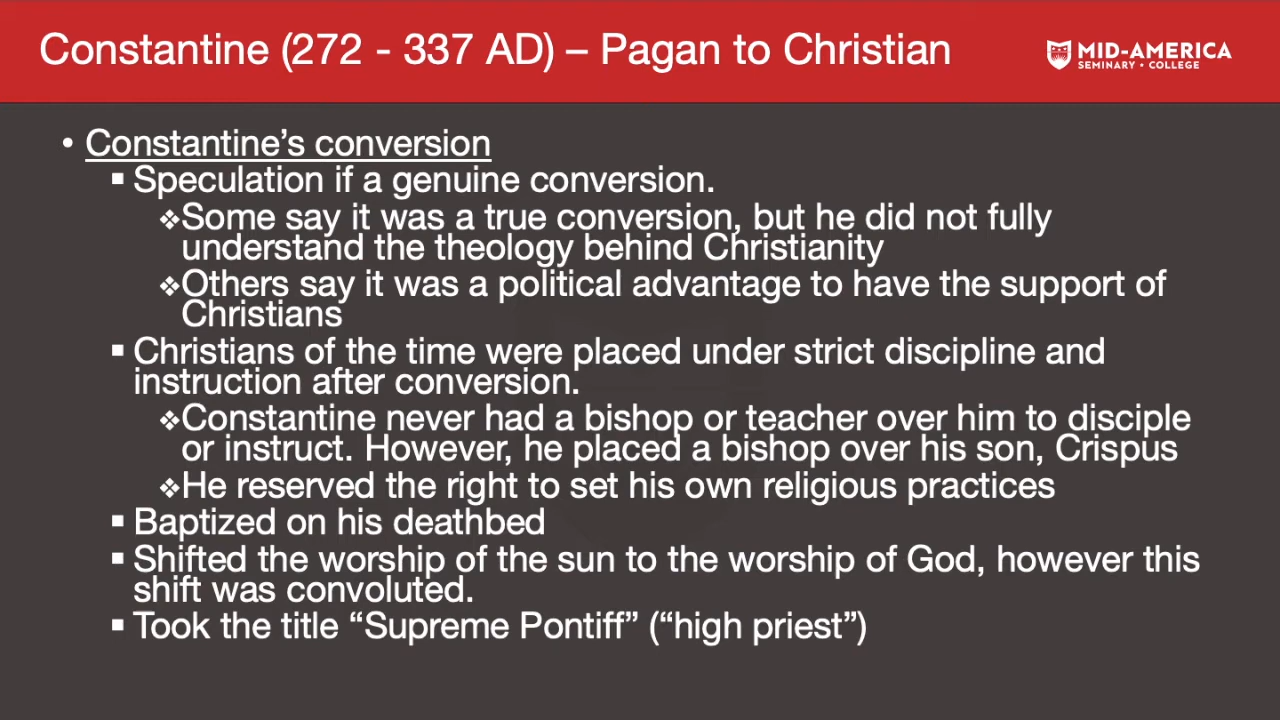 Constantine (272 - 337 AD) – Pagan to Christian
MID-AMERICA
SEMINARY • COLLEGE
• Constantine’s conversion
▪ Speculation if a genuine conversion.
❖Some say it was a true conversion, but he did not fully
understand the theology behind Christianity
❖Others say it was a political advantage to have the support of
Christians
▪ Christians of the time were placed under strict discipline and
instruction after conversion.
❖Constantine never had a bishop or teacher over him to disciple
or instruct. However, he placed a bishop over his son, Crispus
❖He reserved the right to set his own religious practices
▪ Baptized on his deathbed
▪ Shifted the worship of the sun to the worship of God, however this
shift was convoluted.
▪ Took the title “Supreme Pontiff” (“high priest”)